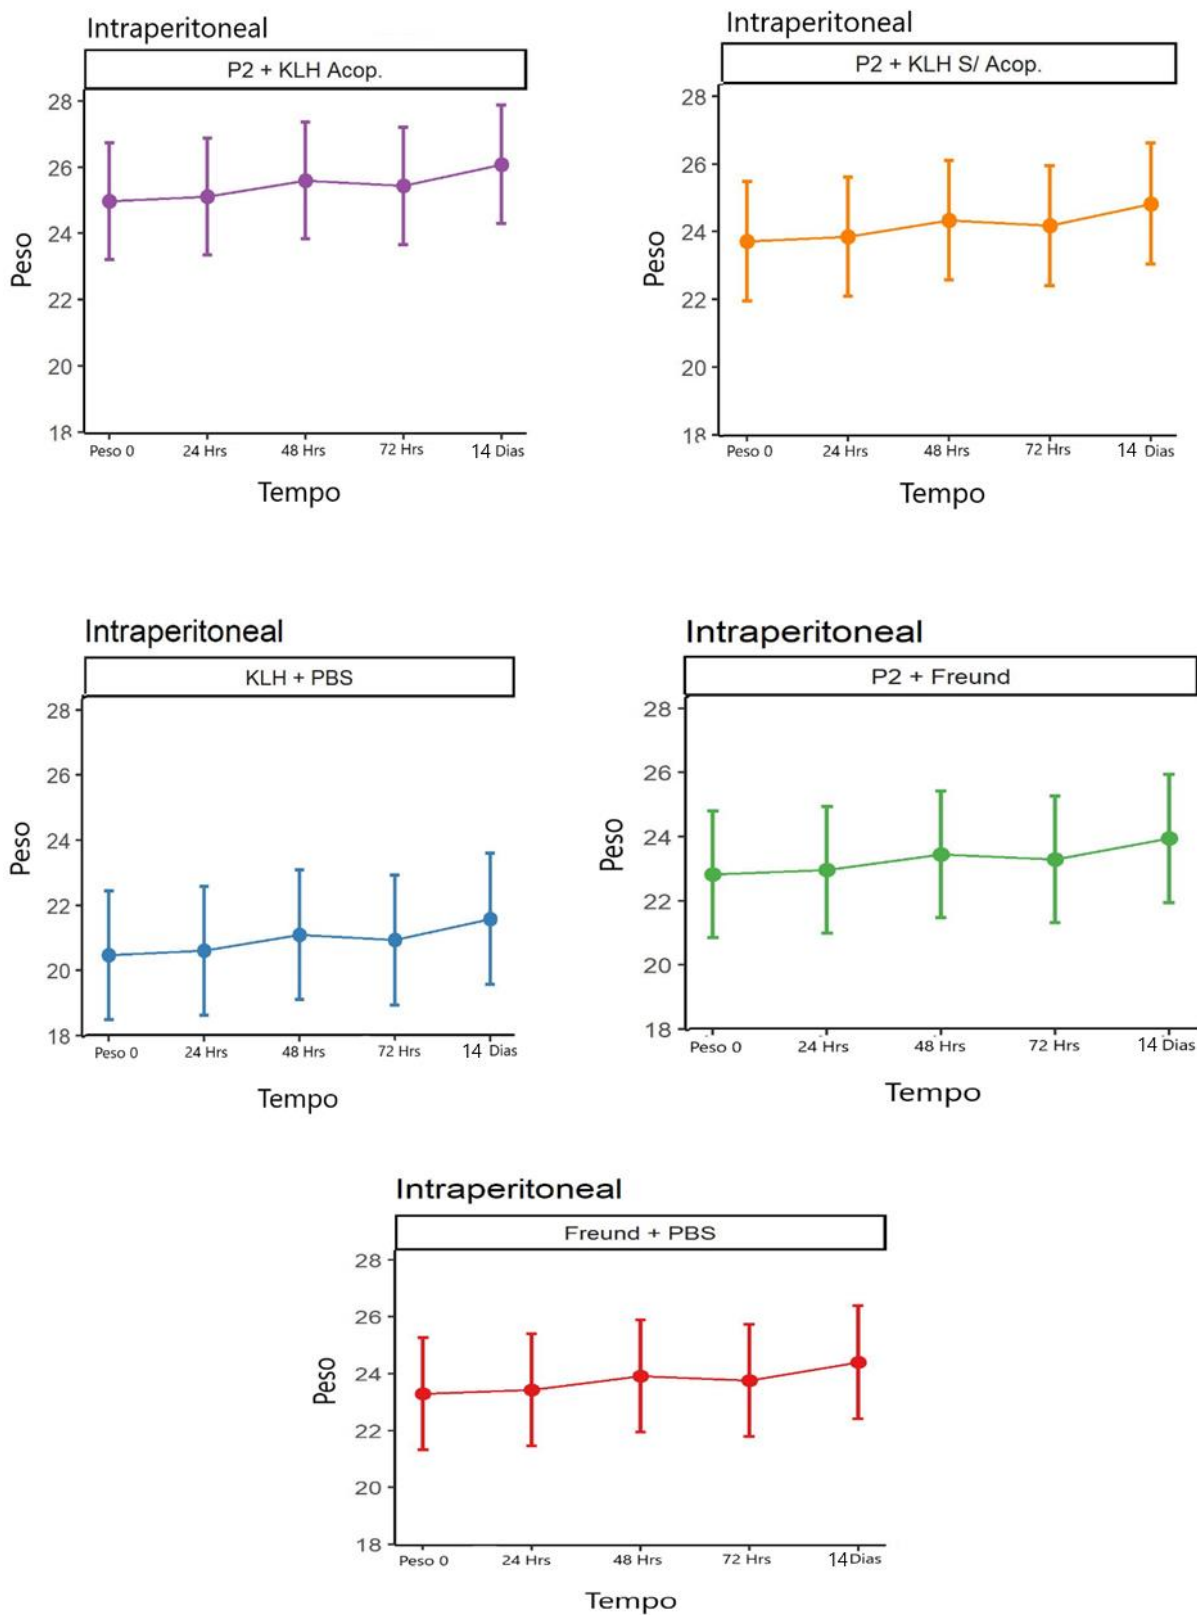 Intraperitoneal
P2 + KLH Acop.
28
26
24
22
20
18
Peso
Peso 0 24 Hrs 48 Hrs 72 Hrs 14 Dias
Tempo
Intraperitoneal
P2 + KLH S/ Acop.
28
26
24
22
20
18
Peso
Peso 0 24 Hrs 48 Hrs 72 Hrs 14 Dias
Tempo
Intraperitoneal
KLH + PBS
28
26
24
22
20
18
Peso
Peso 0 24 Hrs 48 Hrs 72 Hrs 14 Dias
Tempo
Intraperitoneal
P2 + Freund
28
26
24
22
20
18
Peso
Peso 0 24 Hrs 48 Hrs 72 Hrs 14 Dias
Tempo
Intraperitoneal
Freund + PBS
28
26
24
22
20
18
Peso
Peso 0 24 Hrs 48 Hrs 72 Hrs 14Dias
Tempo